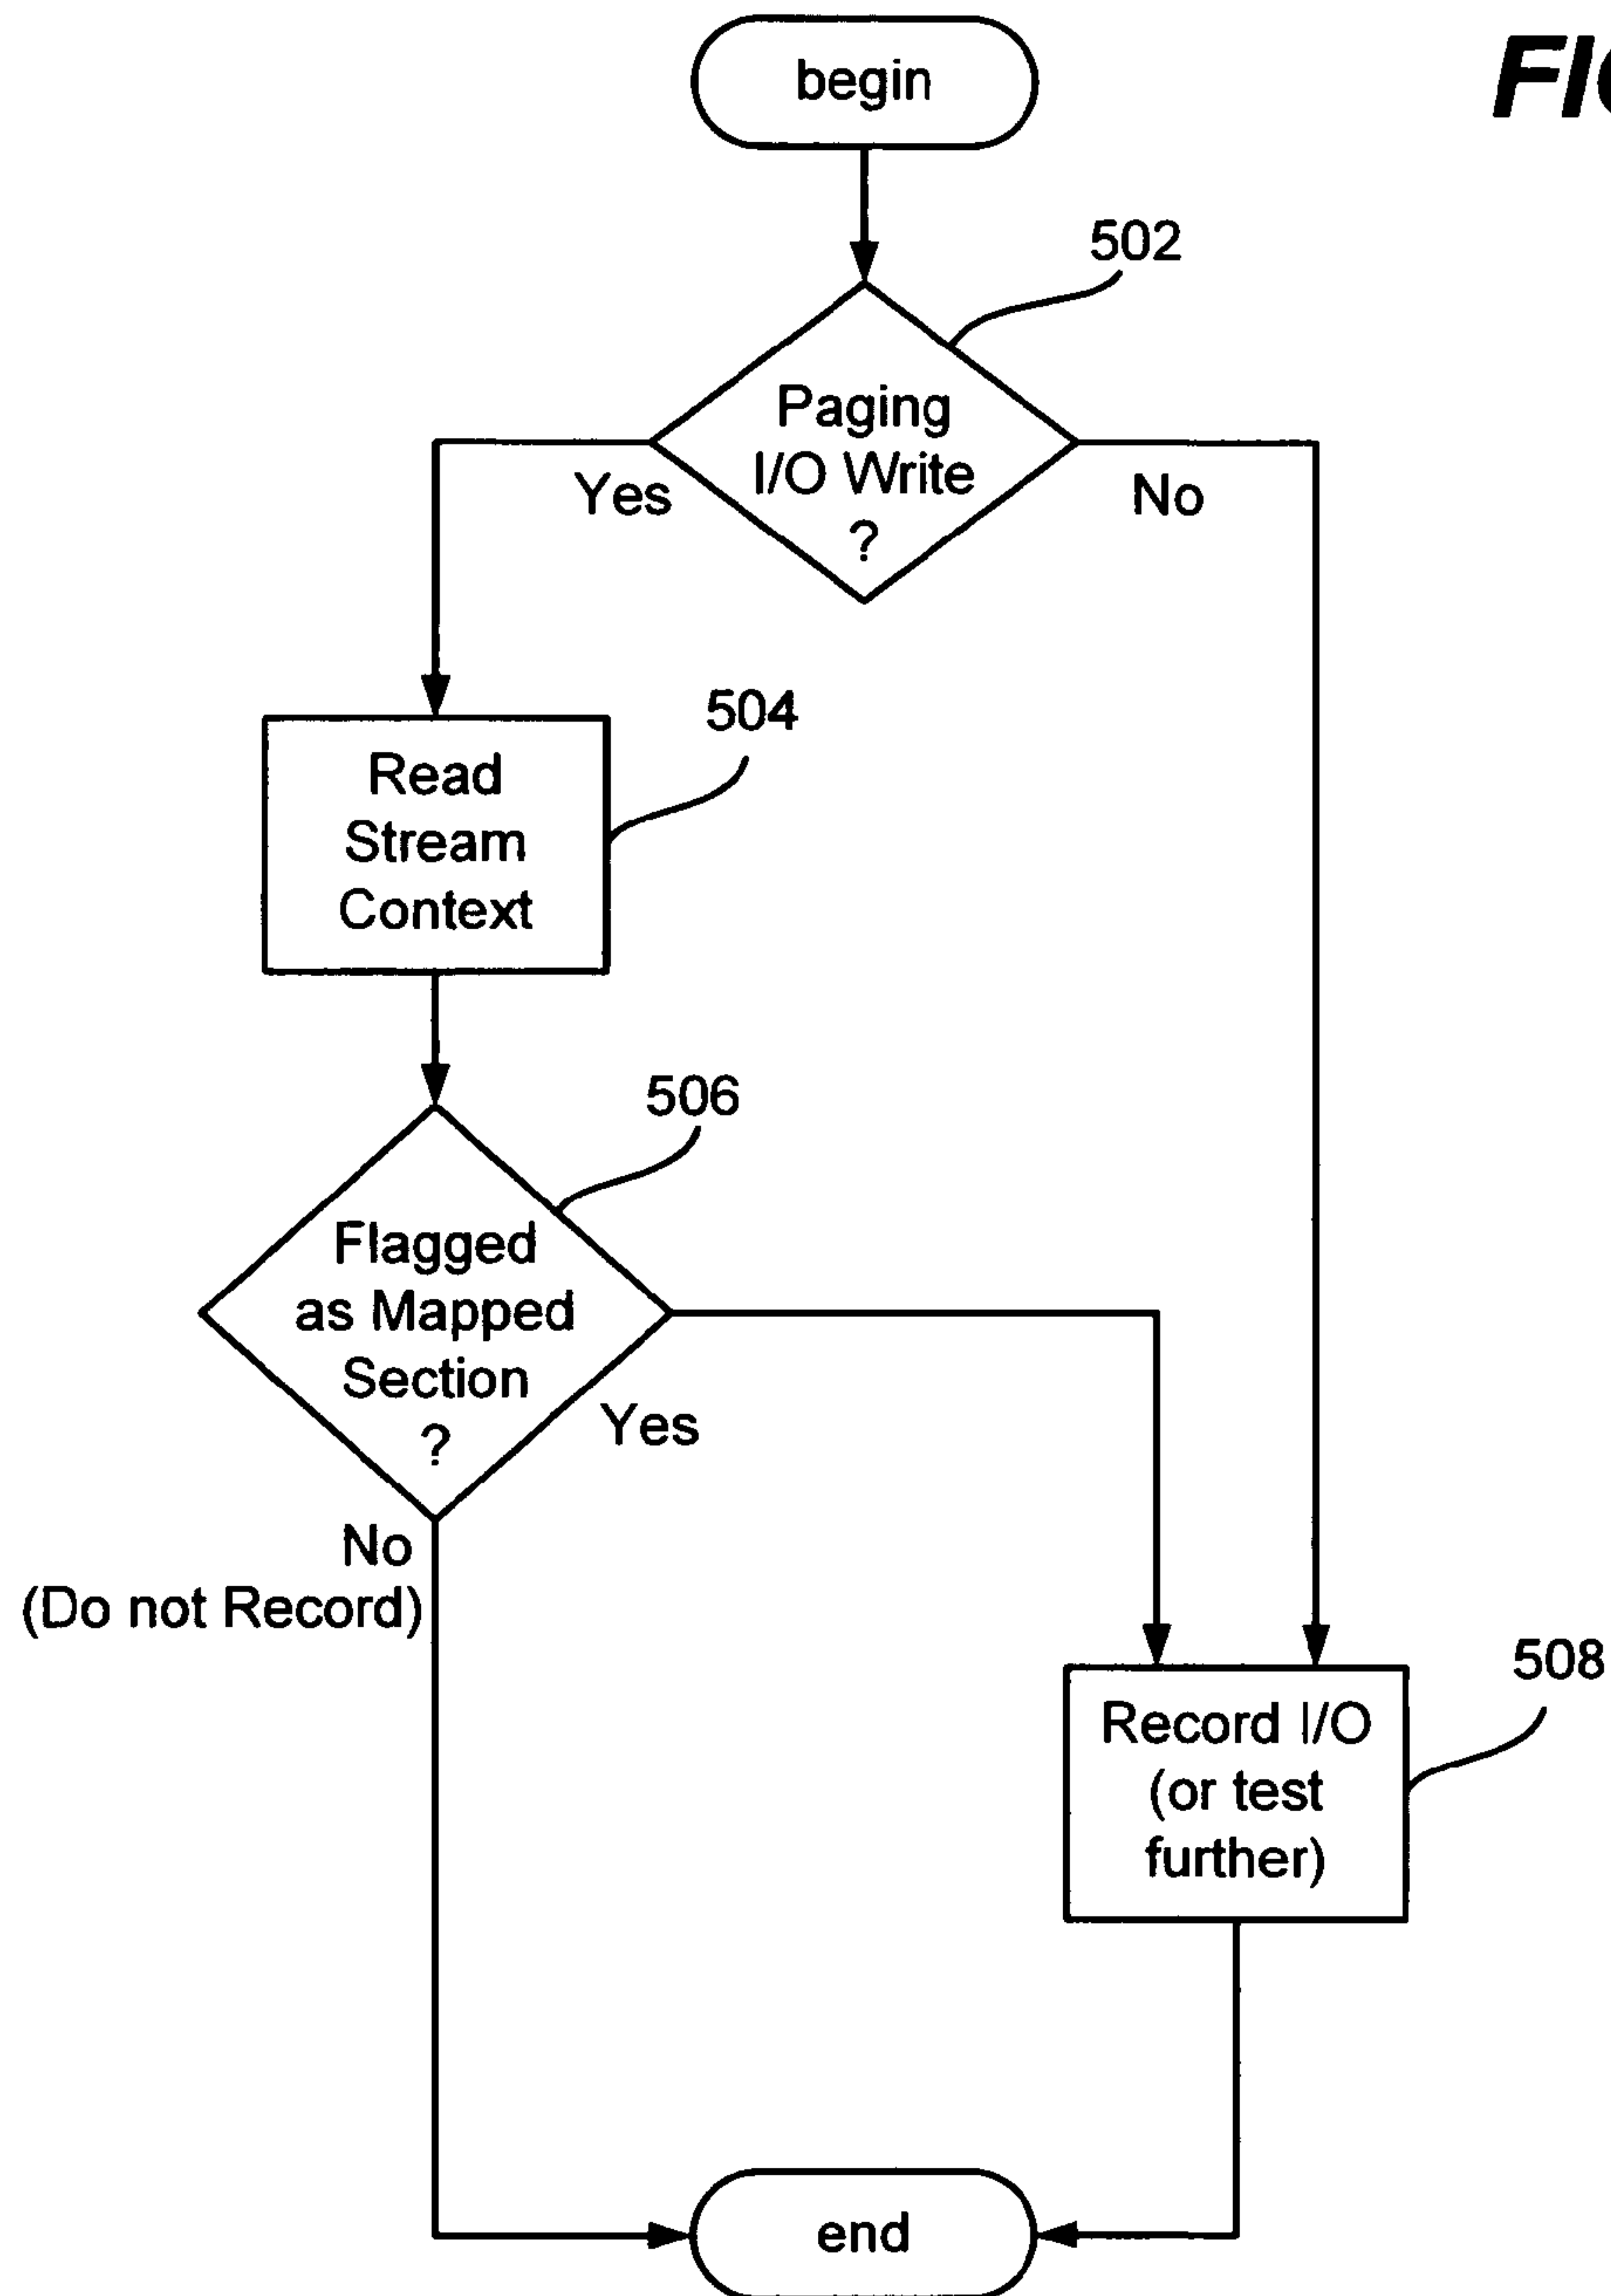 begin
502
Paging
I/O Write
?
Yes
No
504
Read
Stream
Context
506
Flagged
as Mapped
Section
?
Yes
No
(Do not Record)
508
Record I/O
(or test
further)
end